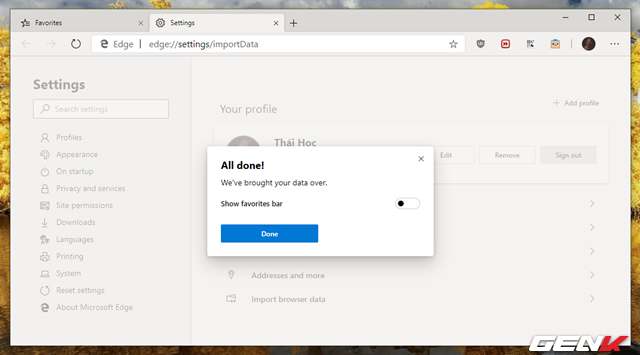 Favorites
Settings
Edge
edge://settings/importData
Settings
Search settings
Profiles
Appearance
On startup
Privacy and services
Site permissions
Downloads
Languages
Printing
System
Reset settings
About Microsoft Edge
Your profile
Add profile
Thái Học
Edit
Remove
Sign out
All done!
We've brought your data over.
Show favorites bar
Done
Addresses and more
Import browser data
GENK